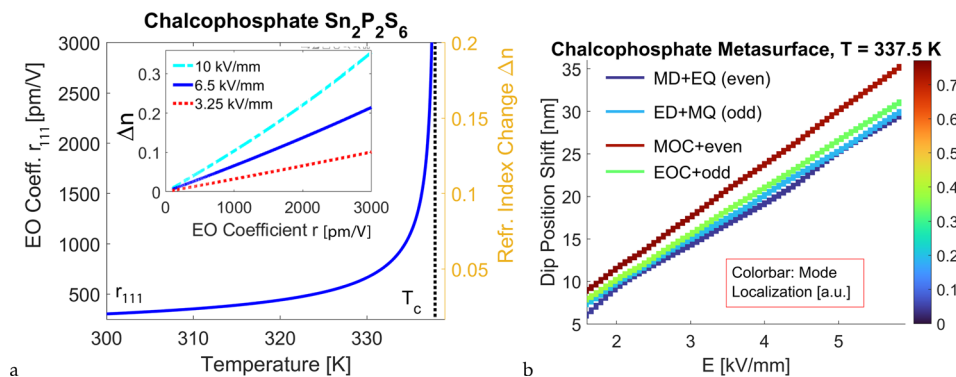 Chalcophosphate Sn2P2S6
3000
2500
2000
1500
1000
500
EO Coeff. r111 [pm/V]
300
310
320
330
Temperature [K]
r111
Tc
0.2
0.15
0.1
0.05
Refr. Index Change Δn
10 kV/mm
6.5 kV/mm
3.25 kV/mm
0.3
0.2
0.1
0
Δn
0
1000
2000
3000
EO Coefficient r [pm/V]
a
Chalcophosphate Metasurface, T = 337.5 K
35
30
25
20
15
10
5
Dip Position Shift [nm]
MD+EQ (even)
ED+MQ (odd)
MOC+even
EOC+odd
Colorbar: Mode
Localization [a.u.]
2
3
4
5
E [kV/mm]
0.7
0.6
0.5
0.4
0.3
0.2
0.1
0
b